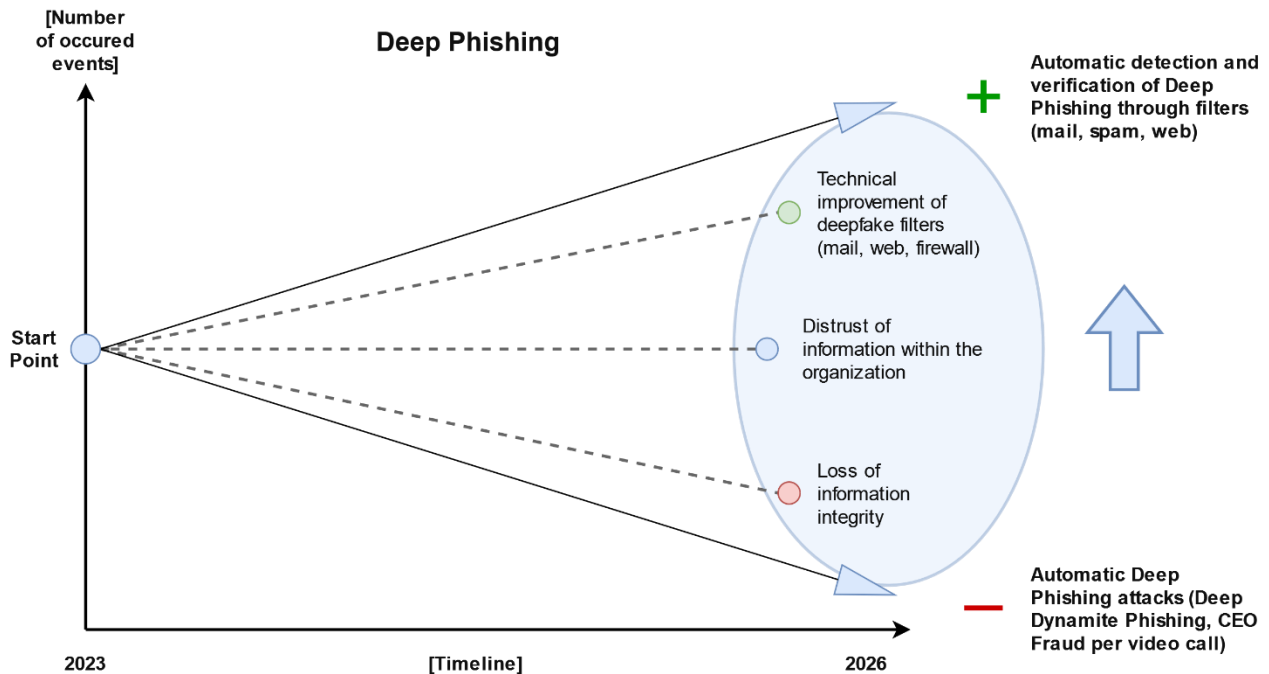 [Number
of occured
events]
Deep Phishing
Automatic detection and
verification of Deep
Phishing through filters
(mail, spam, web)
Technical
improvement of
deepfake filters
(mail, web, firewall)
Start
Point
Distrust of
information within the
organization
Loss of
information
integrity
Automatic Deep
Phishing attacks (Deep
Dynamite Phishing, CEO
Fraud per video call)
2023
[Timeline]
2026